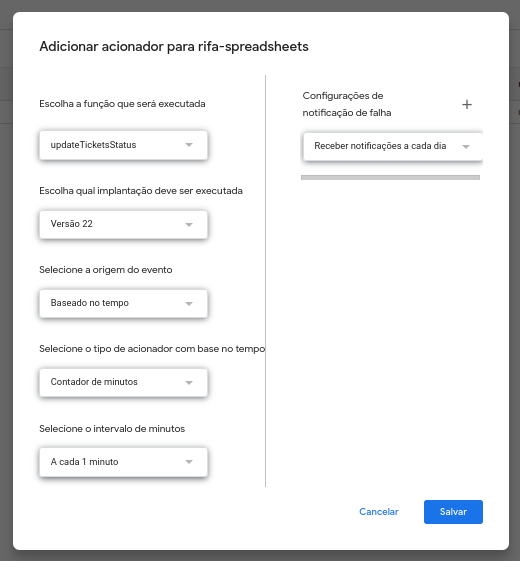 Adicionar acionador para rifa-spreadsheets
Escolha a função que será executada
updateTicketsStatus
Escolha qual implantação deve ser executada
Versão 22
Selecione a origem do evento
Baseado no tempo
Selecione o tipo de acionador com base no tempo
Contador de minutos
Selecione o intervalo de minutos
A cada 1 minuto
Configurações de
notificação de falha
Receber notificações a cada dia
Cancelar
Salvar